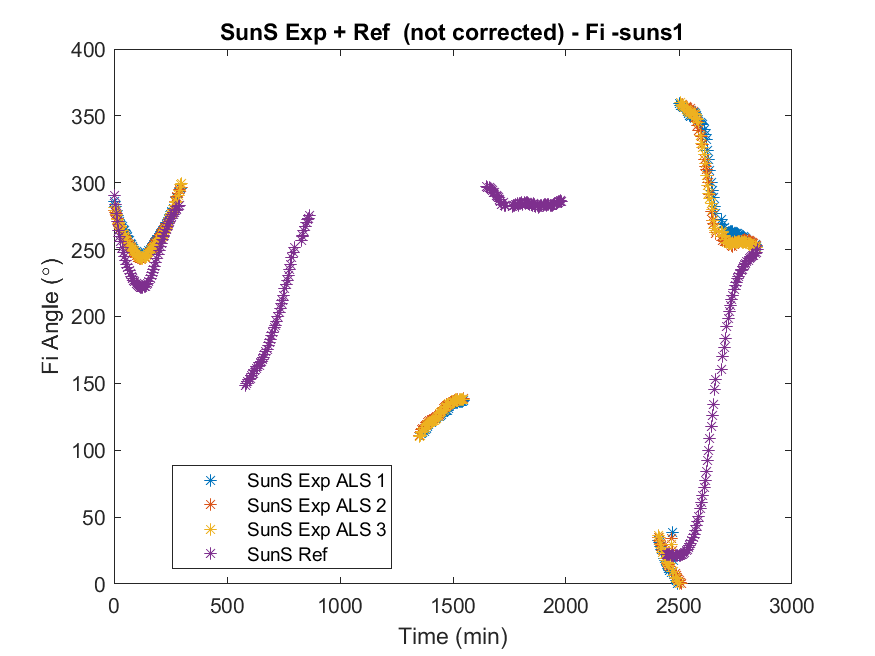 SunS Exp + Ref  (not corrected) - Fi -suns1
Fi Angle (°)
400
350
300
250
200
150
100
50
0
SunS Exp ALS 1
SunS Exp ALS 2
SunS Exp ALS 3
SunS Ref
0 500 1000 1500 2000 2500 3000
Time (min)